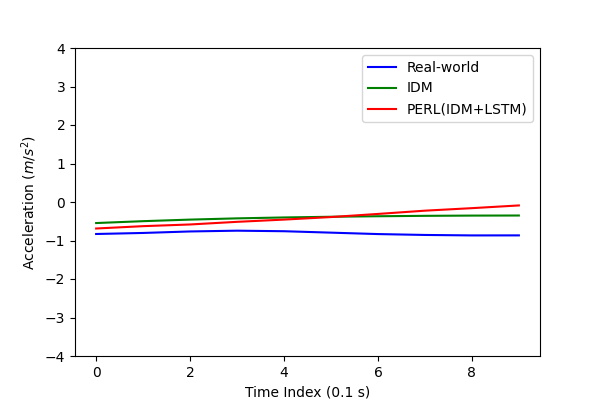 Real-world
IDM
PERL(IDM+LSTM)
4
3
2
1
0
−1
−2
−3
−4
Acceleration (m/s²)
0 2 4 6 8
Time Index (0.1 s)